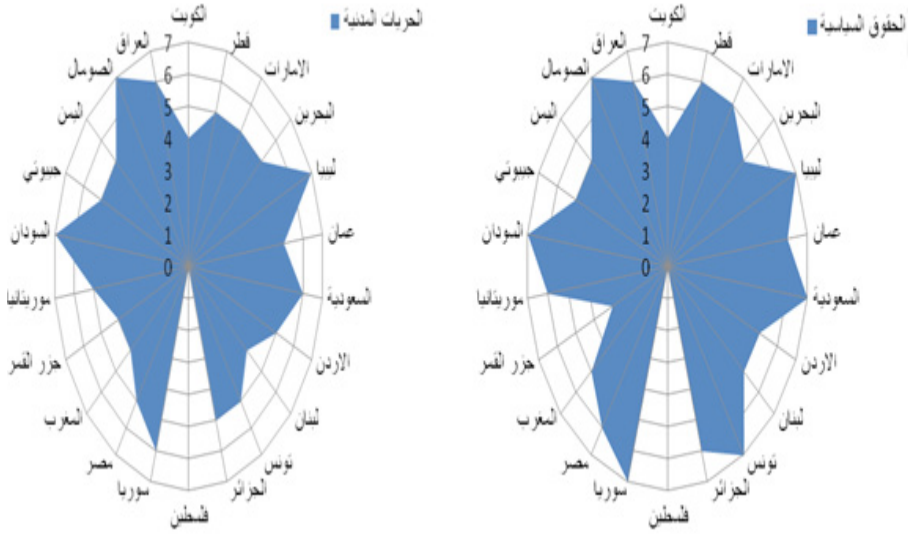 الحقوق السياسية
الكويت
قطر
الامارات
البحرين
ليبيا
عمان
السعودية
الاردن
لبنان
تونس
الجزائر
فلسطين
سوريا
مصر
المغرب
جزر القمر
موريتانيا
السودان
جيبوتي
اليمن
الصومال
العراق
7
6
5
4
3
2
1
0
الحريات المدنية
الكويت
قطر
الامارات
البحرين
ليبيا
عمان
السعودية
الاردن
لبنان
تونس
الجزائر
فلسطين
سوريا
مصر
المغرب
جزر القمر
موريتانيا
السودان
جيبوتي
اليمن
الصومال
العراق
7
6
5
4
3
2
1
0